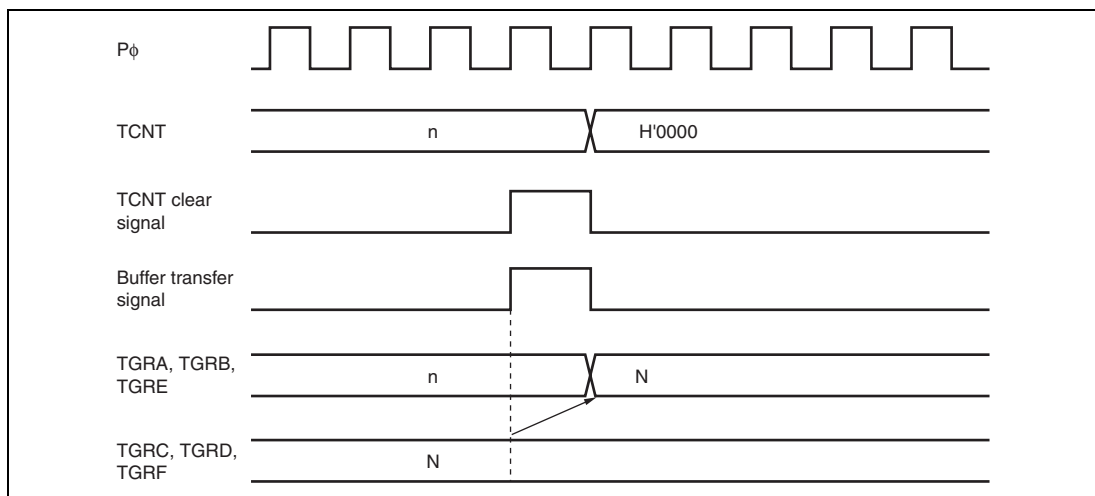 Pϕ
TCNT
n
H'0000
TCNT clear
signal
Buffer transfer
signal
TGRA, TGRB,
TGRE
n
N
TGRC, TGRD,
TGRF
N